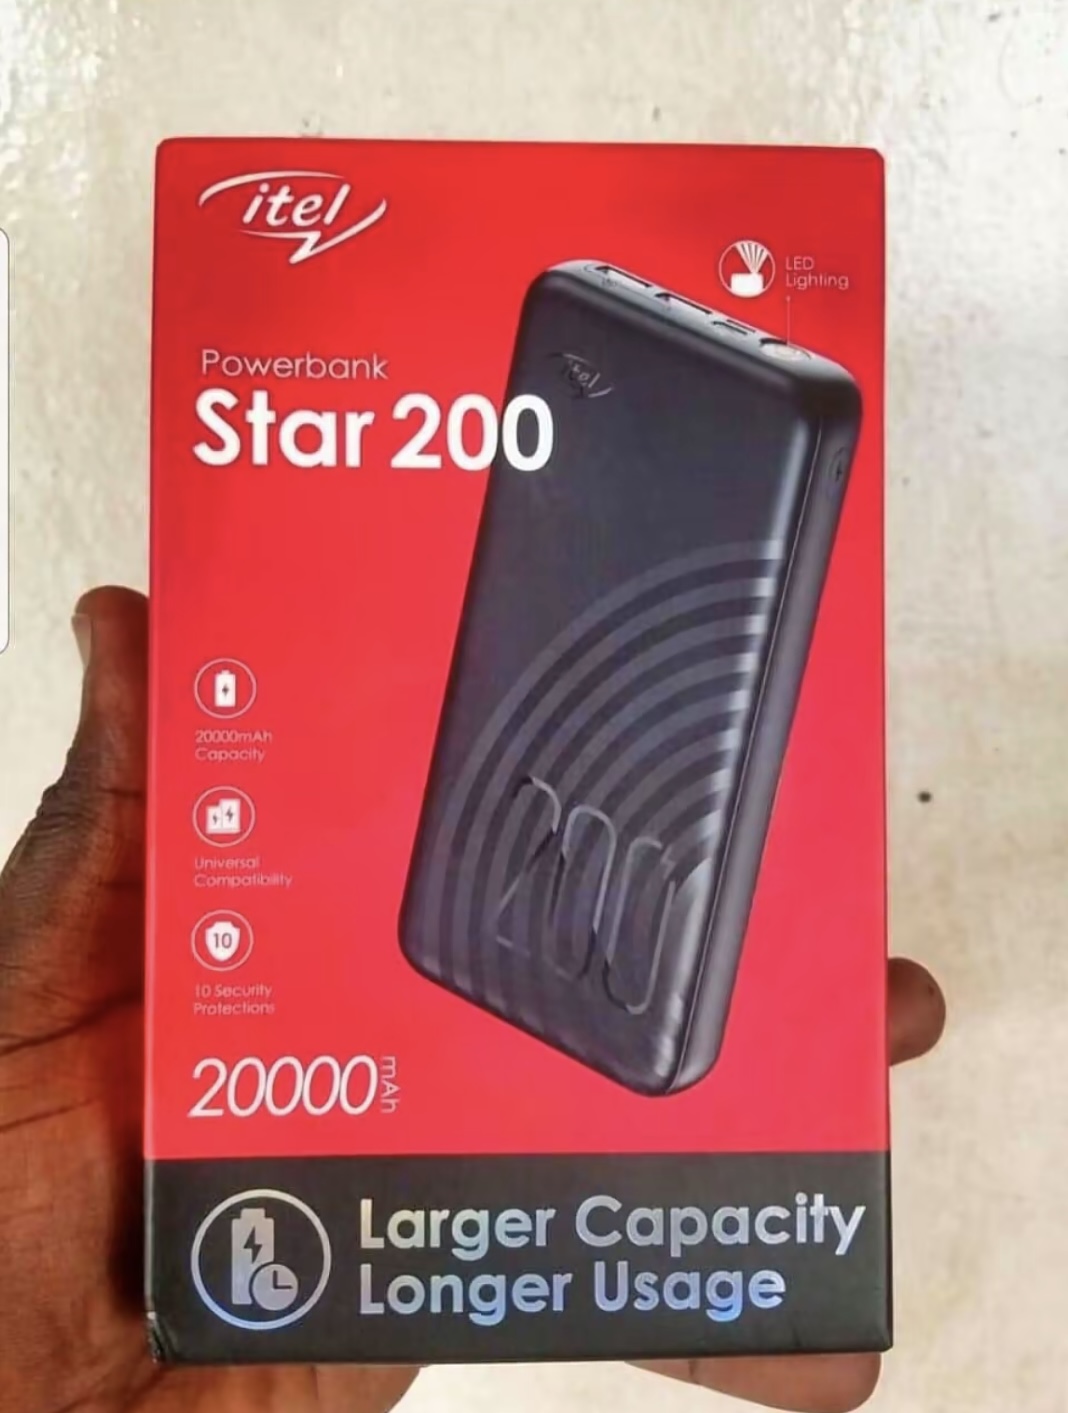 itel
LED
Lighting
Powerbank
Star 200
itel
200
20000mAh
Capacity
Universal
Compatibility
10
10 Security
Protections
20000mAh
Larger Capacity
Longer Usage